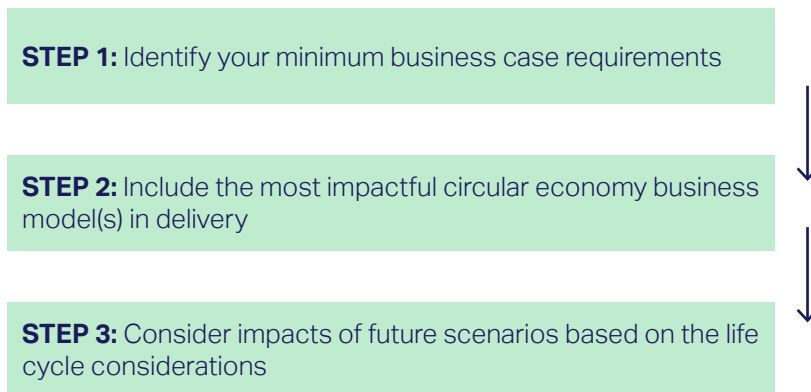 STEP 1: Identify your minimum business case requirements
STEP 2: Include the most impactful circular economy business
model(s) in delivery
STEP 3: Consider impacts of future scenarios based on the life
cycle considerations